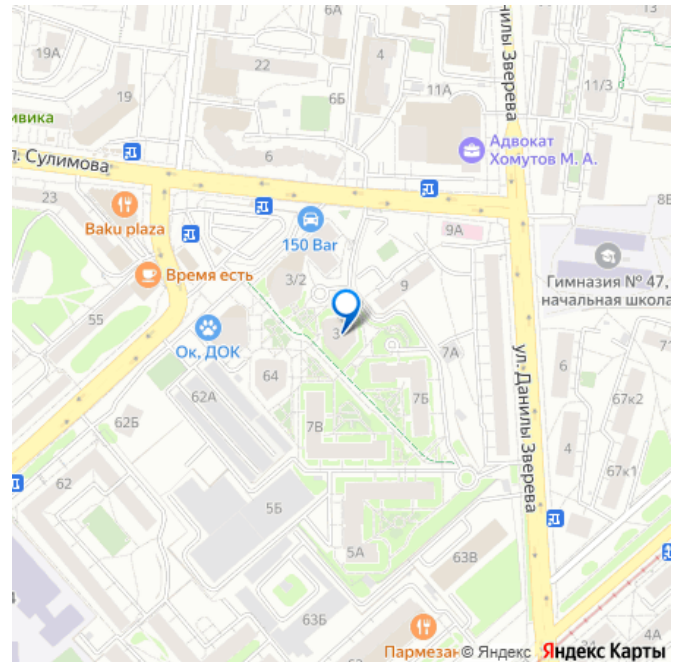 13
19А
4
22
11/3
19
6Б
11А
ул. Данилы Зверева
ивика
Адвокат
Хомутов М. А.
6
л. Сулимова
23
8В
9А
Baku plaza
150 Bar
3/2
Время есть
9
Гимназия № 47,
начальная школа
55
3
Ок, ДОК
7А
6
64
7Б
67к2
62А
62Б
7В
4
ул. Данилы Зверева
62
67к1
5Б
5А
63В
63Б
Пармезан
© Яндекс
Яндекс Карты
4А